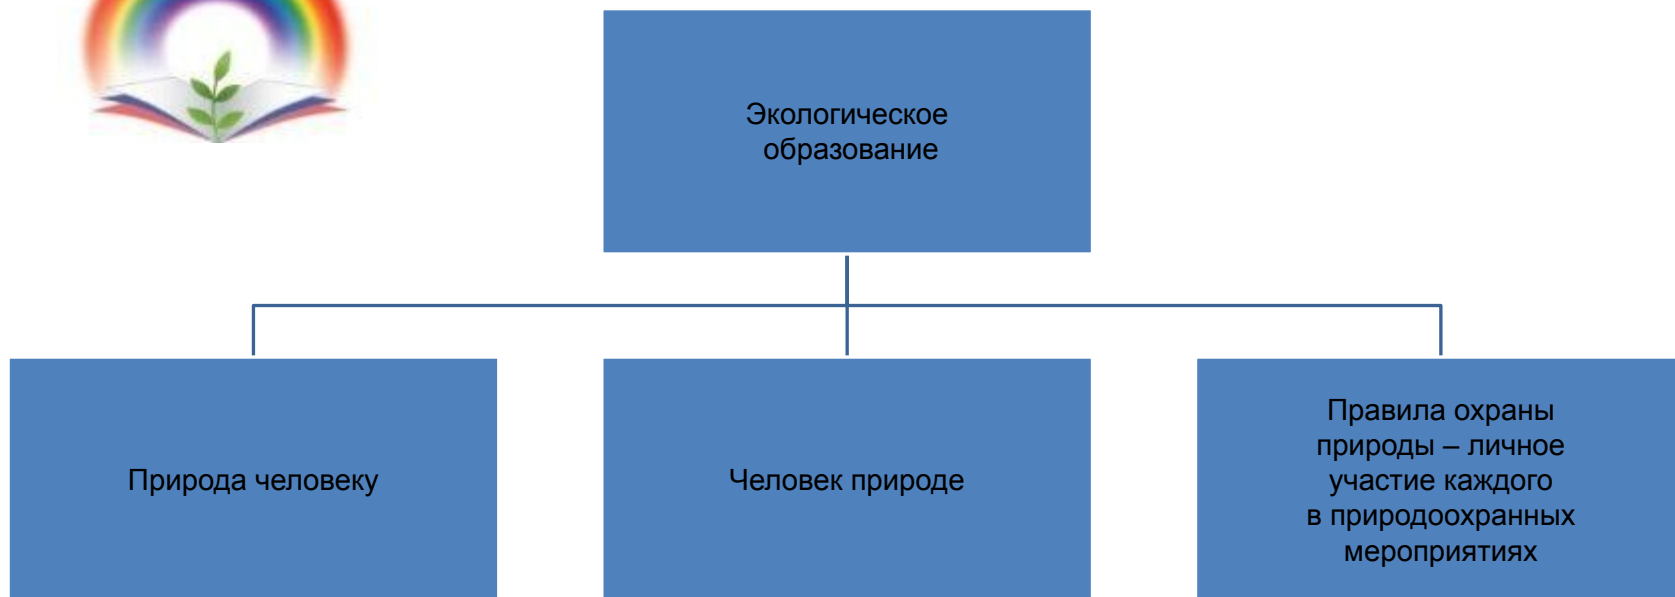 Экологическое
образование
Природа человеку
Человек природе
Правила охраны
природы – личное
участие каждого
в природоохранных
мероприятиях